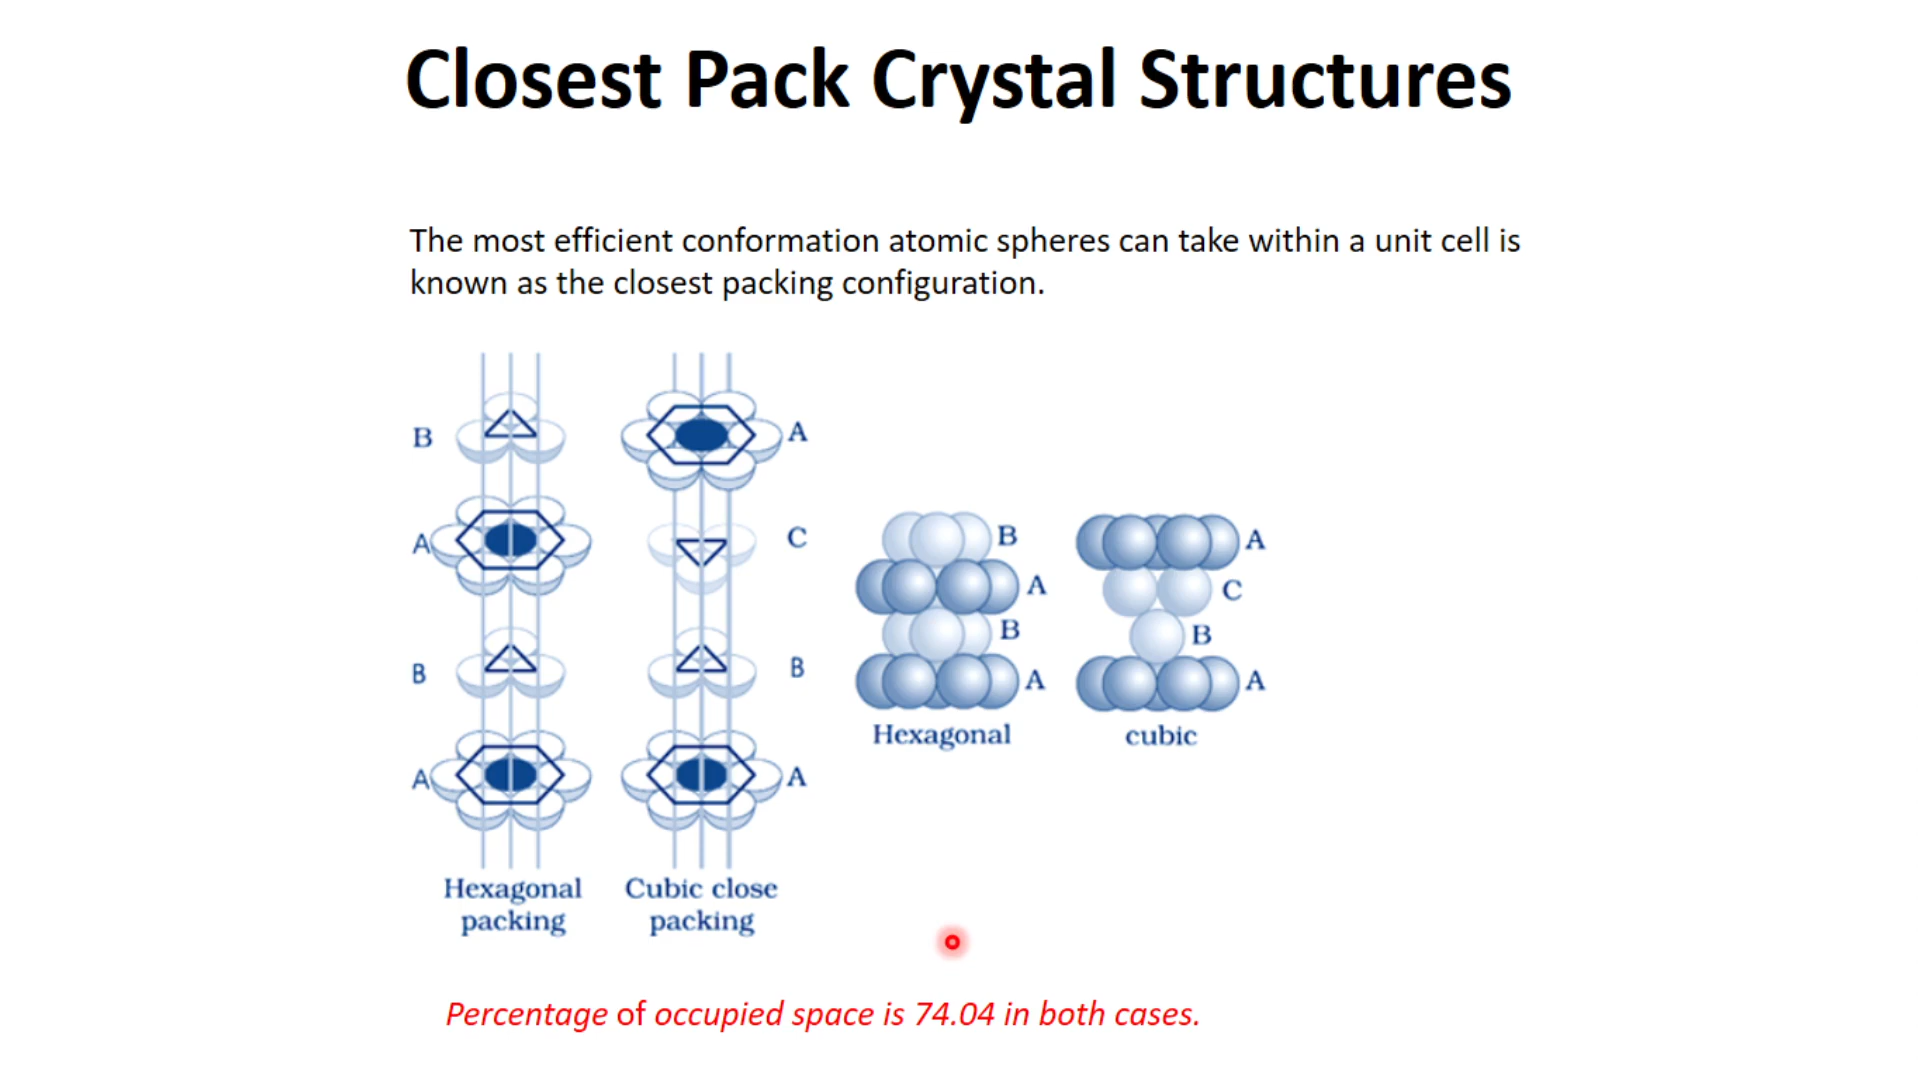 Closest Pack Crystal Structures
The most efficient conformation atomic spheres can take within a unit cell is
known as the closest packing configuration.
B
A
B
A
Hexagonal
packing
A
C
B
A
Cubic close
packing
B
A
B
A
Hexagonal
A
C
B
A
cubic
Percentage of occupied space is 74.04 in both cases.